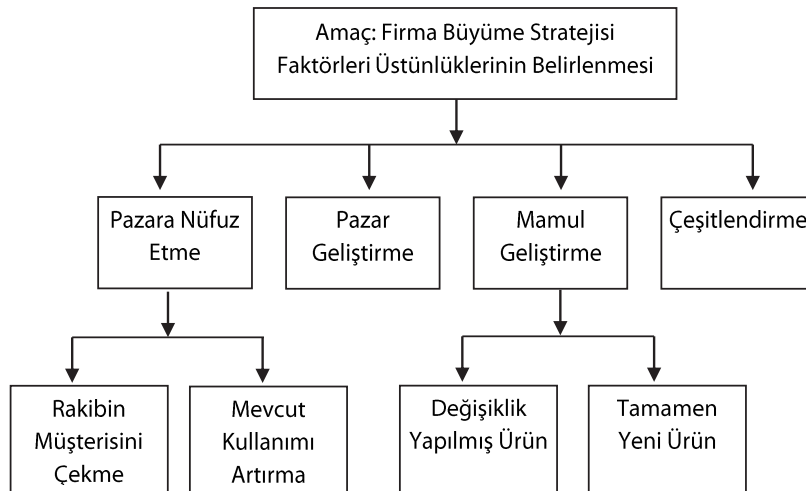 Amaç: Firma Büyüme Stratejisi
Faktörleri Üstünlüklerinin Belirlenmesi
Pazara Nüfuz
Etme
Pazar
Geliştirme
Mamul
Geliştirme
Çeşitlendirme
Rakibin
Müşterisini
Çekme
Mevcut
Kullanımı
Artırma
Değişiklik
Yapılmış Ürün
Tamamen
Yeni Ürün